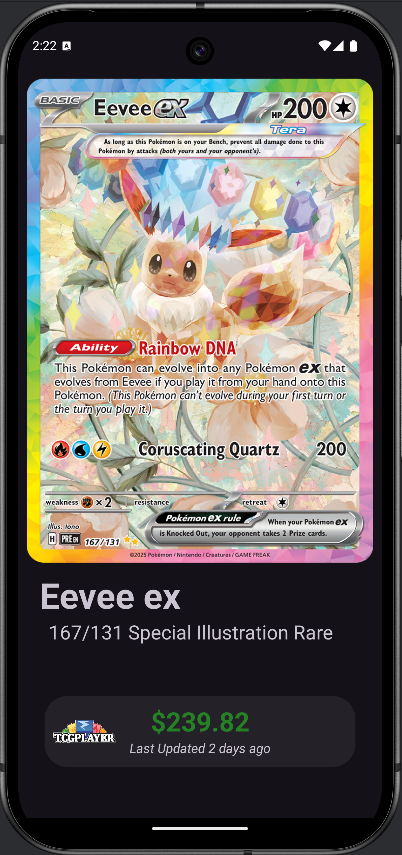 2:22 A
BASIC Eevee ex HP 200
Tera
As long as this Pokémon is on your Bench, prevent all damage done to this
Pokémon by attacks (both yours and your opponent's).
Ability Rainbow DNA
This Pokémon can evolve into any Pokémon ex that
evolves from Eevee if you play it from your hand onto this
Pokémon. (This Pokémon can't evolve during your first turn or
the turn you play it.)
Coruscating Quartz 200
weakness ×2 resistance retreat
Pokémon ex rule When your Pokémon ex
is Knocked Out, your opponent takes 2 Prize cards.
Illus. Iono
H PRE EN 167/131
©2025 Pokémon / Nintendo / Creatures / GAME FREAK
Eevee ex
167/131 Special Illustration Rare
TCGPLAYER
$239.82
Last Updated 2 days ago